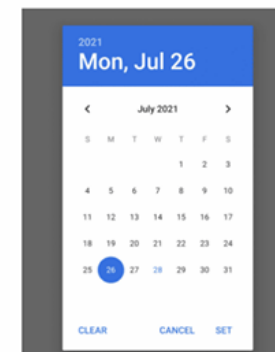 2021
Mon, Jul 26
July 2021
S M T W T F S
1 2 3
4 5 6 7 8 9 10
11 12 13 14 15 16 17
18 19 20 21 22 23 24
25 26 27 28 29 30 31
CLEAR CANCEL SET